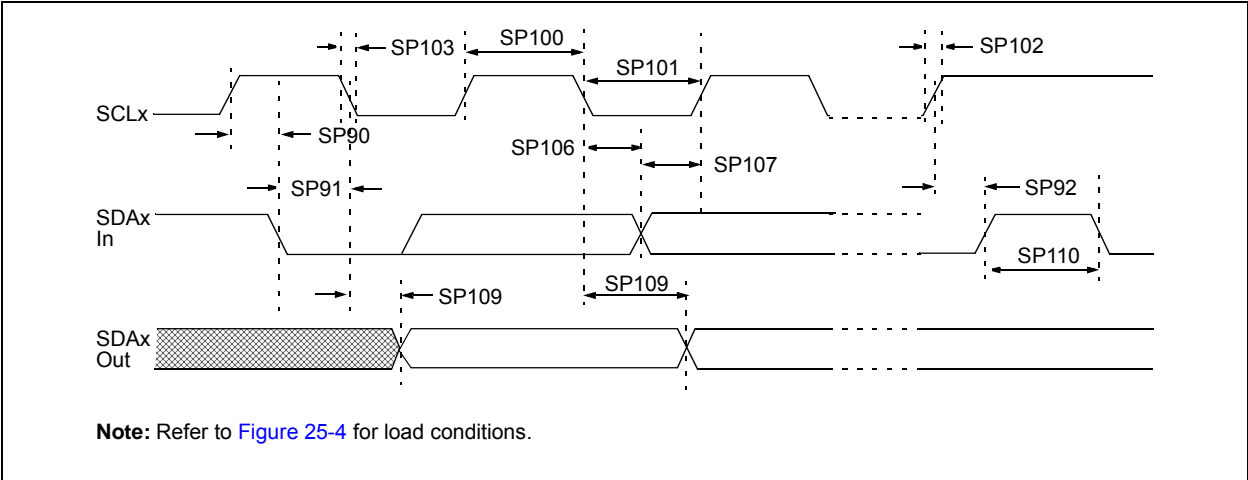 SP103
SP100
SP102
SP101
SCLx
SP90
SP106
SP107
SP91
SP92
SDAx
In
SP110
SP109
SP109
SDAx
Out
Note: Refer to Figure 25-4 for load conditions.